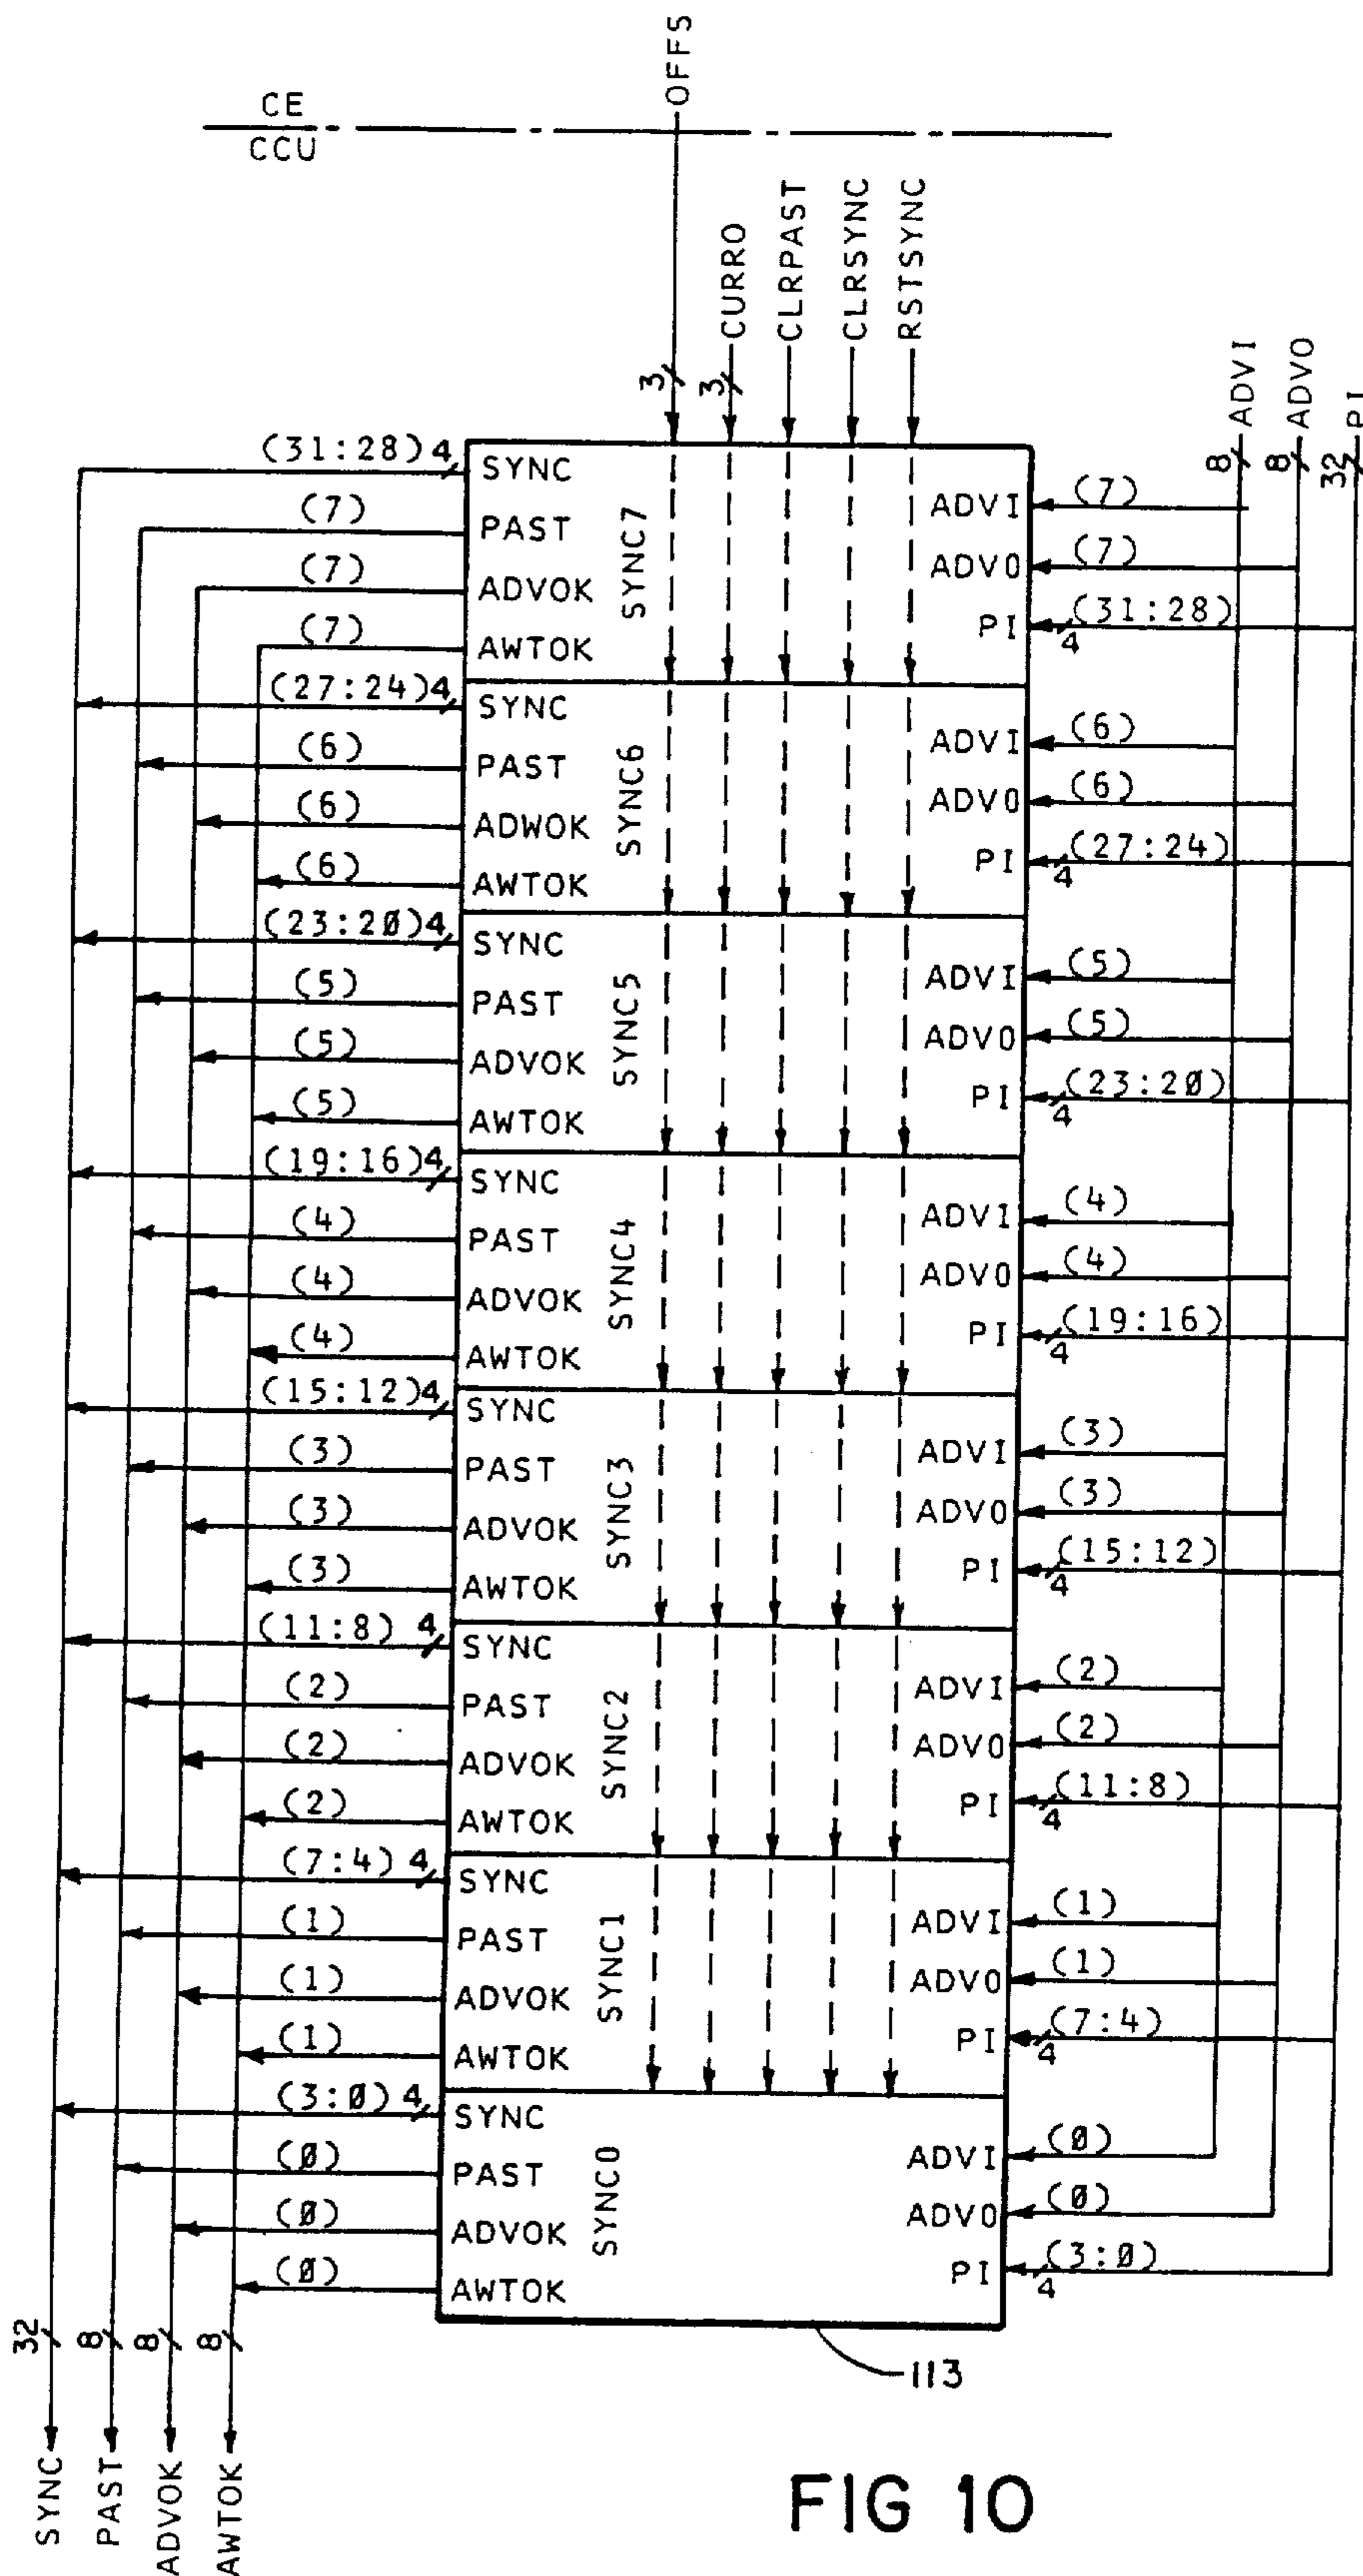 CE
CCU
OFFS
CURRO
CLRPAST
CLRSYNC
RSTSYNC
3
3
ADVI
ADVO
PI
8
8
32
SYNC7
(31:28) 4
SYNC
(7)
PAST
(7)
ADVOK
(7)
AWTOK
ADVI
(7)
ADVO
(7)
PI
4
(31:28)
SYNC6
(27:24) 4
SYNC
(6)
PAST
(6)
ADWOK
(6)
AWTOK
ADVI
(6)
ADVO
(6)
PI
4
(27:24)
SYNC5
(23:20) 4
SYNC
(5)
PAST
(5)
ADVOK
(5)
AWTOK
ADVI
(5)
ADVO
(5)
PI
4
(23:20)
SYNC4
(19:16) 4
SYNC
(4)
PAST
(4)
ADVOK
(4)
AWTOK
ADVI
(4)
ADVO
(4)
PI
4
(19:16)
SYNC3
(15:12) 4
SYNC
(3)
PAST
(3)
ADVOK
(3)
AWTOK
ADVI
(3)
ADVO
(3)
PI
4
(15:12)
SYNC2
(11:8) 4
SYNC
(2)
PAST
(2)
ADVOK
(2)
AWTOK
ADVI
(2)
ADVO
(2)
PI
4
(11:8)
SYNC1
(7:4) 4
SYNC
(1)
PAST
(1)
ADVOK
(1)
AWTOK
ADVI
(1)
ADVO
(1)
PI
4
(7:4)
SYNC0
(3:0) 4
SYNC
(0)
PAST
(0)
ADVOK
(0)
AWTOK
ADVI
(0)
ADVO
(0)
PI
4
(3:0)
32
8
8
8
113
SYNC
PAST
ADVOK
AWTOK
FIG 10